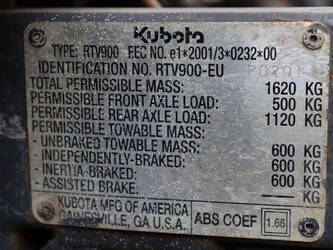 Kubota
TYPE: RTV900 EEC NO. e1*2001/3*0232*00
IDENTIFICATION NO. RTV900-EU
TOTAL PERMISSIBLE MASS: 1620 KG
PERMISSIBLE FRONT AXLE LOAD: 500 KG
PERMISSIBLE REAR AXLE LOAD: 1120 KG
PERMISSIBLE TOWABLE MASS:
- UNBRAKED TOWABLE MASS: 600 KG
- INDEPENDENTLY-BRAKED: 600 KG
- INERTIA-BRAKED: 600 KG
- ASSISTED BRAKE: —— KG
KUBOTA MFG OF AMERICA
GAINESVILLE, GA U.S.A.
ABS COEF 1.66